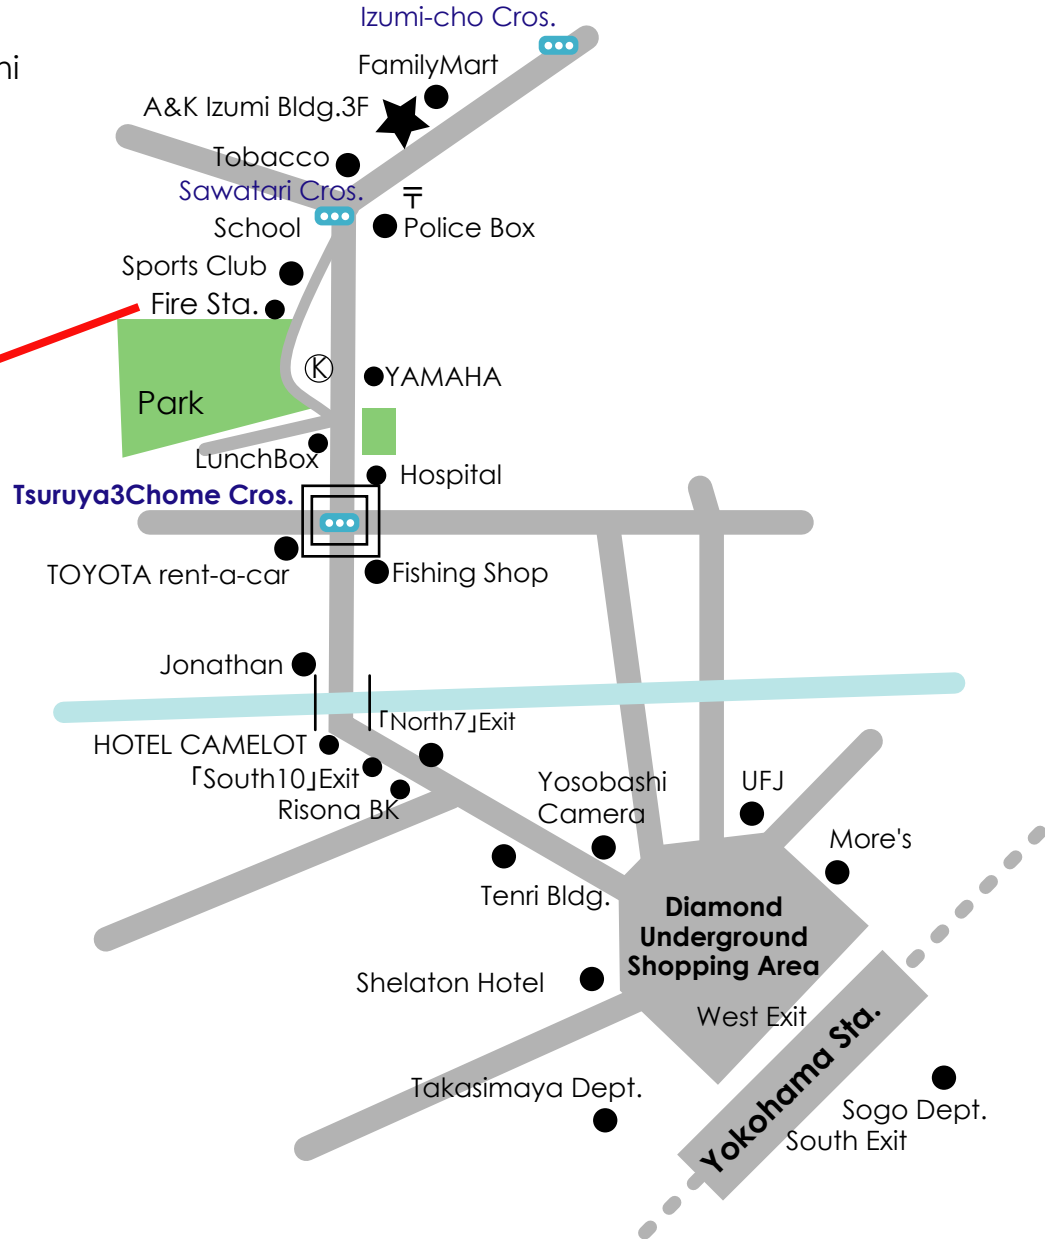 Izumi-cho Cros.
ni
FamilyMart
A&K Izumi Bldg.3F
Tobacco
Sawatari Cros.
〒
School
Police Box
Sports Club
Fire Sta.
K
YAMAHA
Park
LunchBox
Hospital
Tsuruya3Chome Cros.
TOYOTA rent-a-car
Fishing Shop
Jonathan
「North7」Exit
HOTEL CAMELOT
「South10」Exit
Risona BK
Yosobashi
Camera
UFJ
More's
Tenri Bldg.
Diamond
Underground
Shopping Area
Shelaton Hotel
West Exit
Yokohama Sta.
Takasimaya Dept.
Sogo Dept.
South Exit